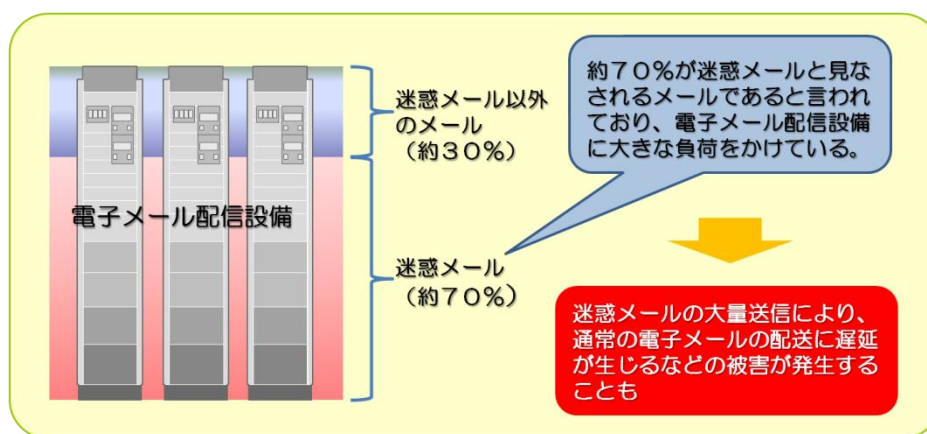 電子メール配信設備
迷惑メール以外
のメール
（約３０％）
迷惑メール
（約７０％）
約７０％が迷惑メールと見な
されるメールであると言われ
ており、電子メール配信設備
に大きな負荷をかけている。
迷惑メールの大量送信により、
通常の電子メールの配送に遅延
が生じるなどの被害が発生する
ことも